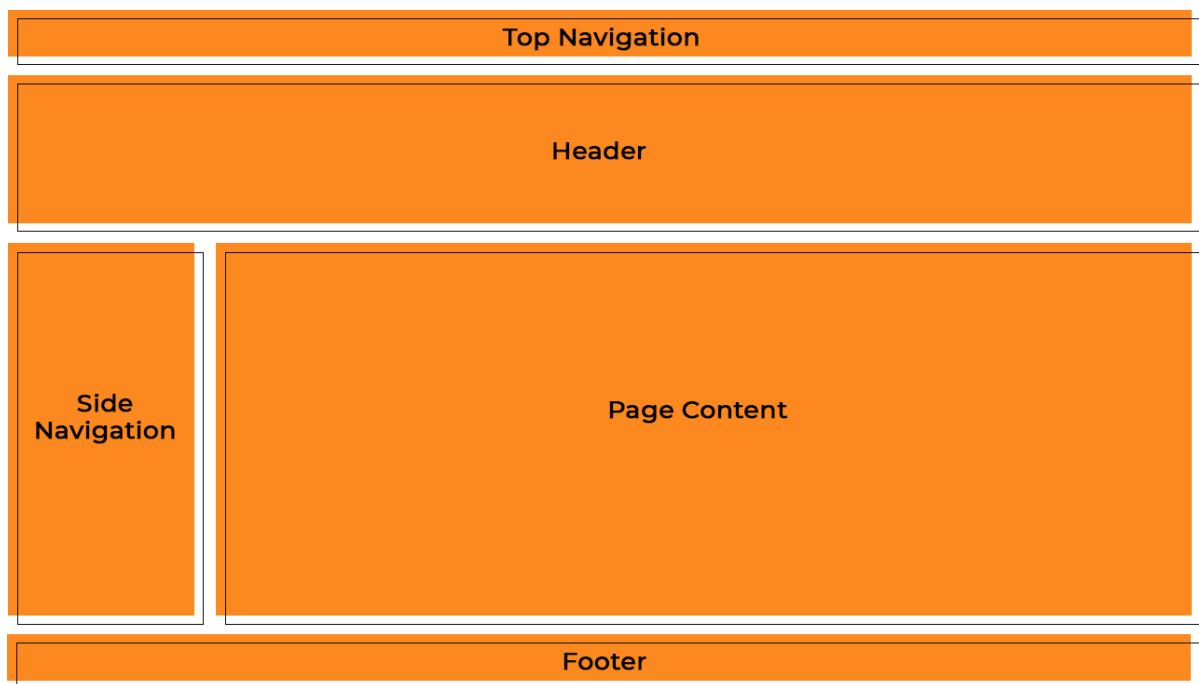 Top Navigation
Header
Side
Navigation
Page Content
Footer